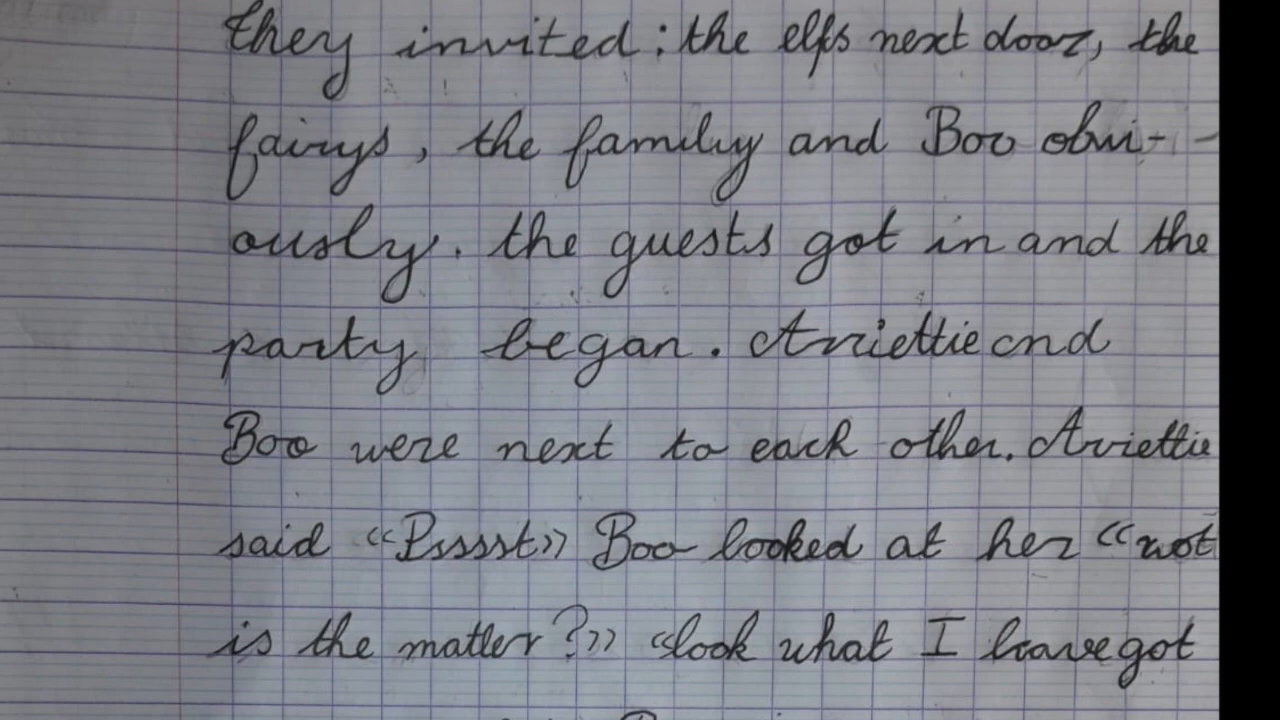 they invited : the elfs next door, the
fairys, the family and Boo obvi-
ously. the guests got in and the
party began. Arriettie and
Boo were next to each other. Arriettie
said «Pssst» Boo looked at her «wot
is the matter?» «look what I have got